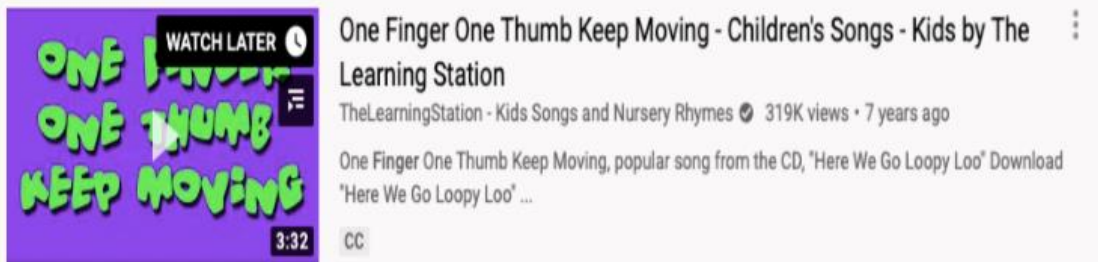 WATCH LATER
ONE
ONE THUMB
KEEP MOVING
3:32
One Finger One Thumb Keep Moving - Children's Songs - Kids by The
Learning Station
TheLearningStation - Kids Songs and Nursery Rhymes 319K views • 7 years ago
One Finger One Thumb Keep Moving, popular song from the CD, "Here We Go Loopy Loo" Download
"Here We Go Loopy Loo" ...
CC